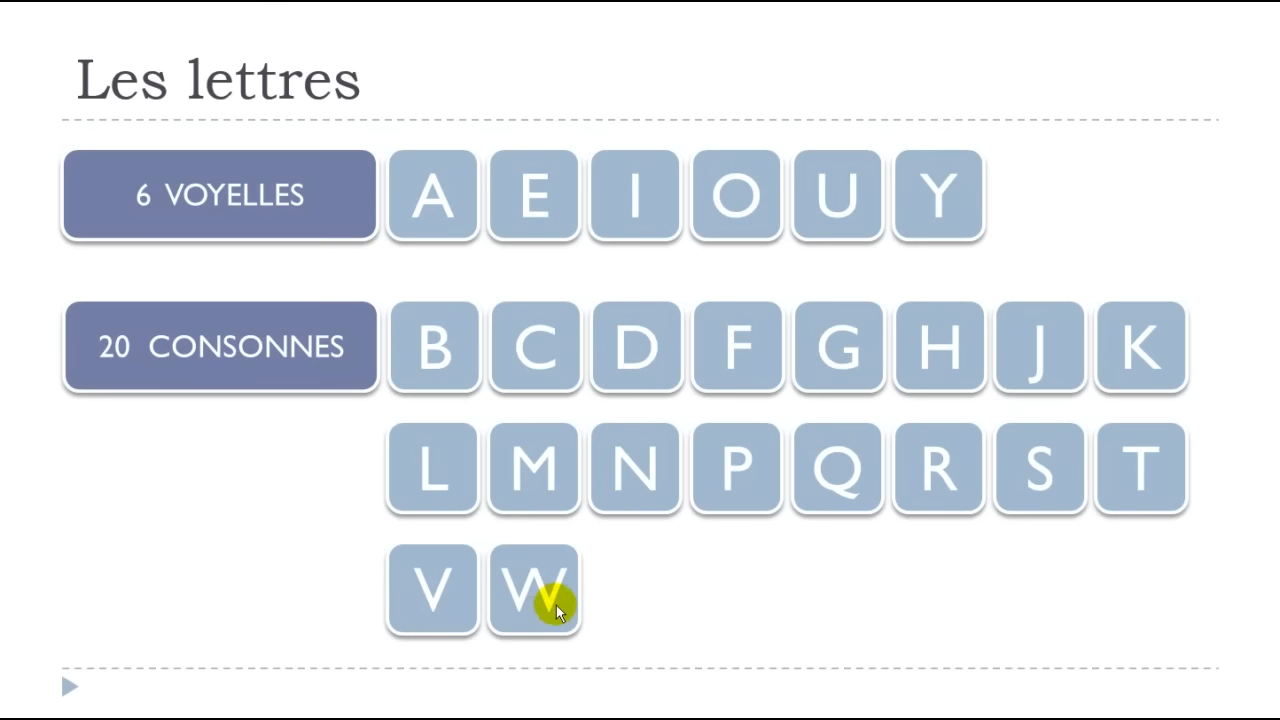 Les lettres
6 VOYELLES A E I O U Y
20 CONSONNES B C D F G H J K
L M N P Q R S T
V W